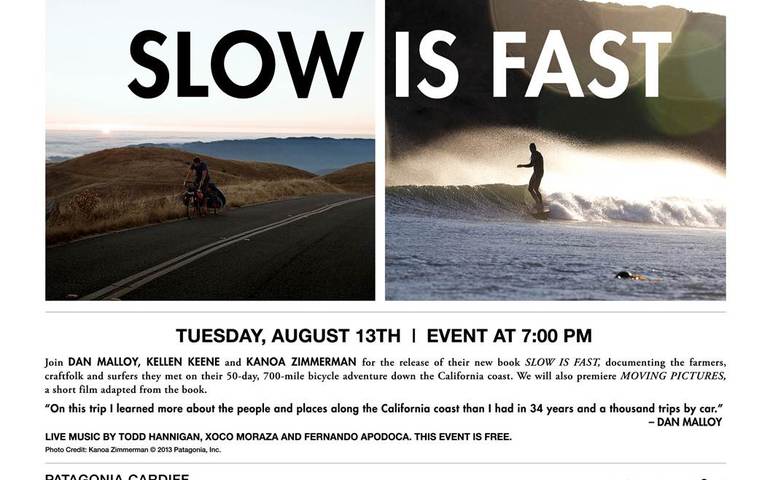 SLOW IS FAST
TUESDAY, AUGUST 13TH | EVENT AT 7:00 PM
Join DAN MALLOY, KELLEN KEENE and KANOA ZIMMERMAN for the release of their new book SLOW IS FAST, documenting the farmers,
craftfolk and surfers they met on their 50-day, 700-mile bicycle adventure down the California coast. We will also premiere MOVING PICTURES,
a short film adapted from the book.
“On this trip I learned more about the people and places along the California coast than I had in 34 years and a thousand trips by car.”
– DAN MALLOY
LIVE MUSIC BY TODD HANNIGAN, XOCO MORAZA AND FERNANDO APODOCA. THIS EVENT IS FREE.
Photo Credit: Kanoa Zimmerman © 2013 Patagonia, Inc.
PATAGONIA CARDIFF